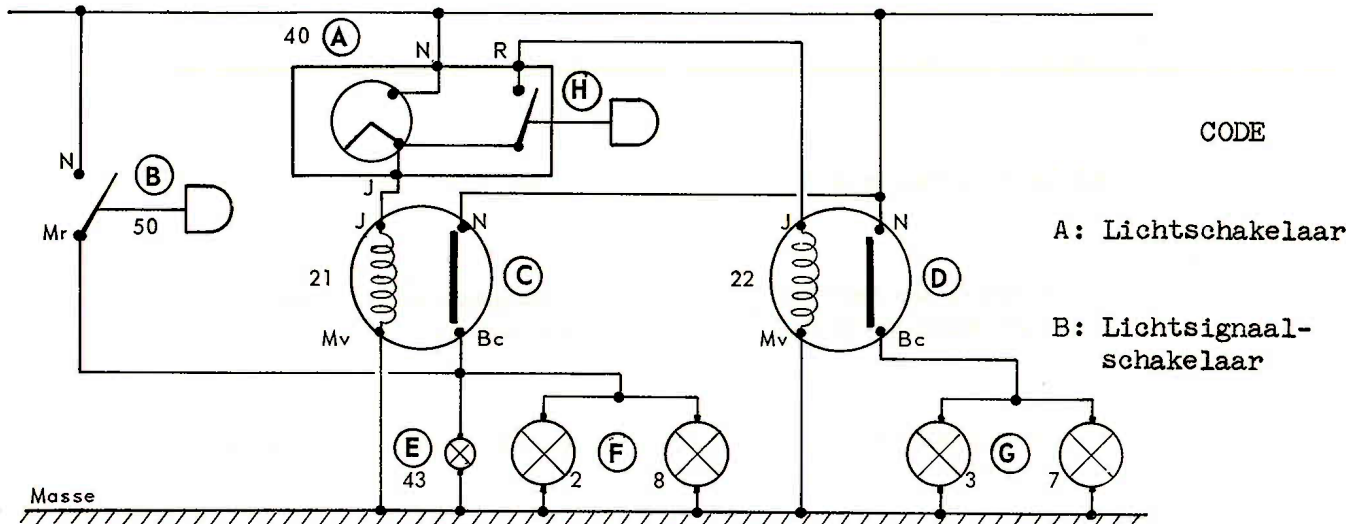 40 A
N R
H
CODE
N
B
50
Mr
J
J N
21
C
Mv Bc
J N
22
D
Mv Bc
A: Lichtschakelaar
B: Lichtsignaal-
schakelaar
E
43
F
2
8
G
3
7
Masse